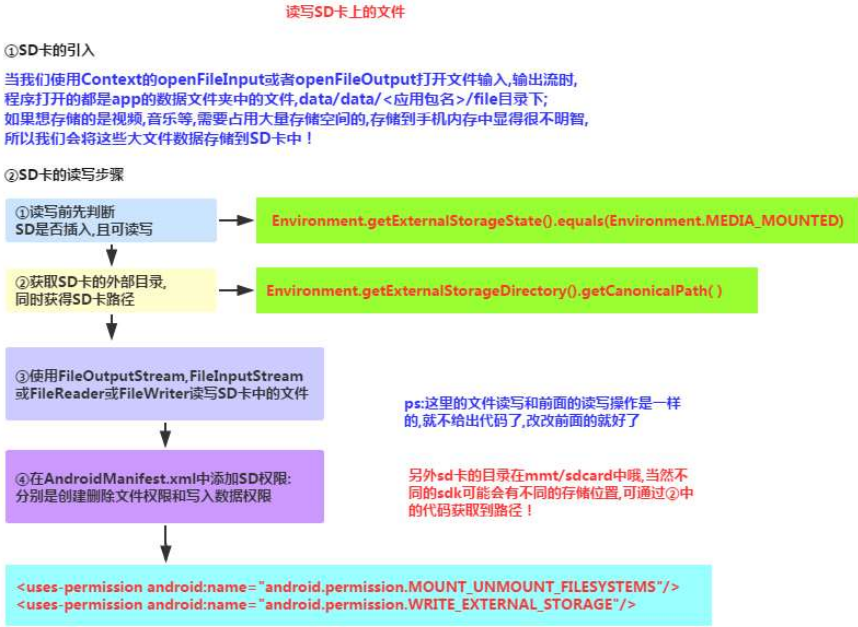 读写SD卡上的文件
①SD卡的引入
当我们使用Context的openFileInput或者openFileOutput打开文件输入,输出流时,
程序打开的都是app的数据文件夹中的文件,data/data/<应用包名>/file目录下;
如果想存储的是视频,音乐等,需要占用大量存储空间的,存储到手机内存中显得很不明智,
所以我们会将这些大文件数据存储到SD卡中！
②SD卡的读写步骤
①读写前先判断
SD是否插入,且可读写
Environment.getExternalStorageState().equals(Environment.MEDIA_MOUNTED)
②获取SD卡的外部目录,
同时获得SD卡路径
Environment.getExternalStorageDirectory().getCanonicalPath( )
③使用FileOutputStream,FileInputStream
或FileReader或FileWriter读写SD卡中的文件
ps:这里的文件读写和前面的读写操作是一样
的,就不给出代码了,改改前面的就好了
④在AndroidManifest.xml中添加SD权限:
分别是创建删除文件权限和写入数据权限
另外sd卡的目录在mmt/sdcard中哦,当然不
同的sdk可能会有不同的存储位置,可通过②中
的代码获取到路径！
<uses-permission android:name="android.permission.MOUNT_UNMOUNT_FILESYSTEMS"/>
<uses-permission android:name="android.permission.WRITE_EXTERNAL_STORAGE"/>